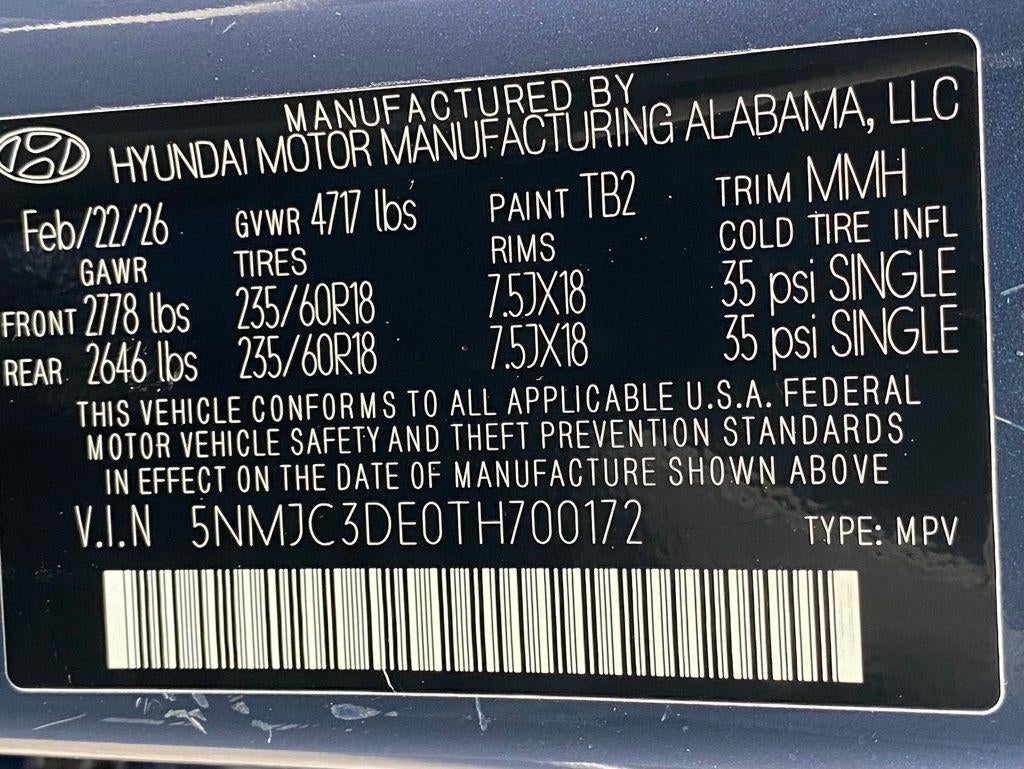 MANUFACTURED BY
HYUNDAI MOTOR MANUFACTURING ALABAMA, LLC
Feb/22/26 GVWR 4717 lbs PAINT TB2 TRIM MMH
GAWR TIRES RIMS COLD TIRE INFL
FRONT 2778 lbs 235/60R18 7.5JX18 35 psi SINGLE
REAR 2646 lbs 235/60R18 7.5JX18 35 psi SINGLE
THIS VEHICLE CONFORMS TO ALL APPLICABLE U.S.A. FEDERAL
MOTOR VEHICLE SAFETY AND THEFT PREVENTION STANDARDS
IN EFFECT ON THE DATE OF MANUFACTURE SHOWN ABOVE
V.I.N 5NMJC3DE0TH700172 TYPE: MPV